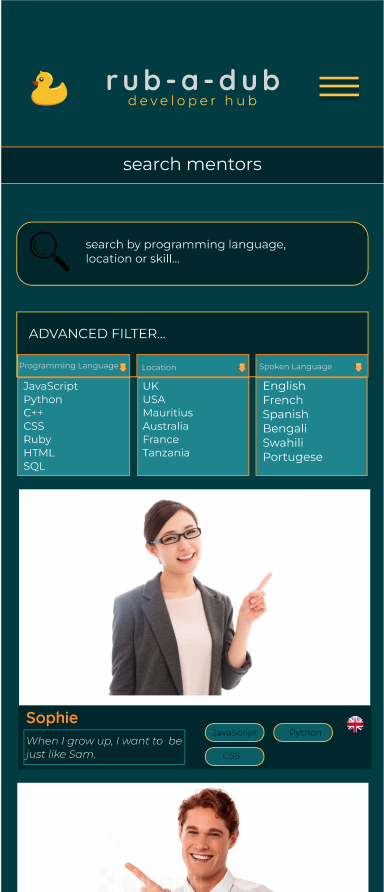 rub-a-dub
developer hub
search mentors
search by programming language,
location or skill...
ADVANCED FILTER...
Programming Language
Location
Spoken Language
JavaScript
Python
C++
CSS
Ruby
HTML
SQL
UK
USA
Mauritius
Australia
France
Tanzania
English
French
Spanish
Bengali
Swahili
Portugese
Sophie
When I grow up, I want to be
just like Sam.
JavaScript
Python
CSS